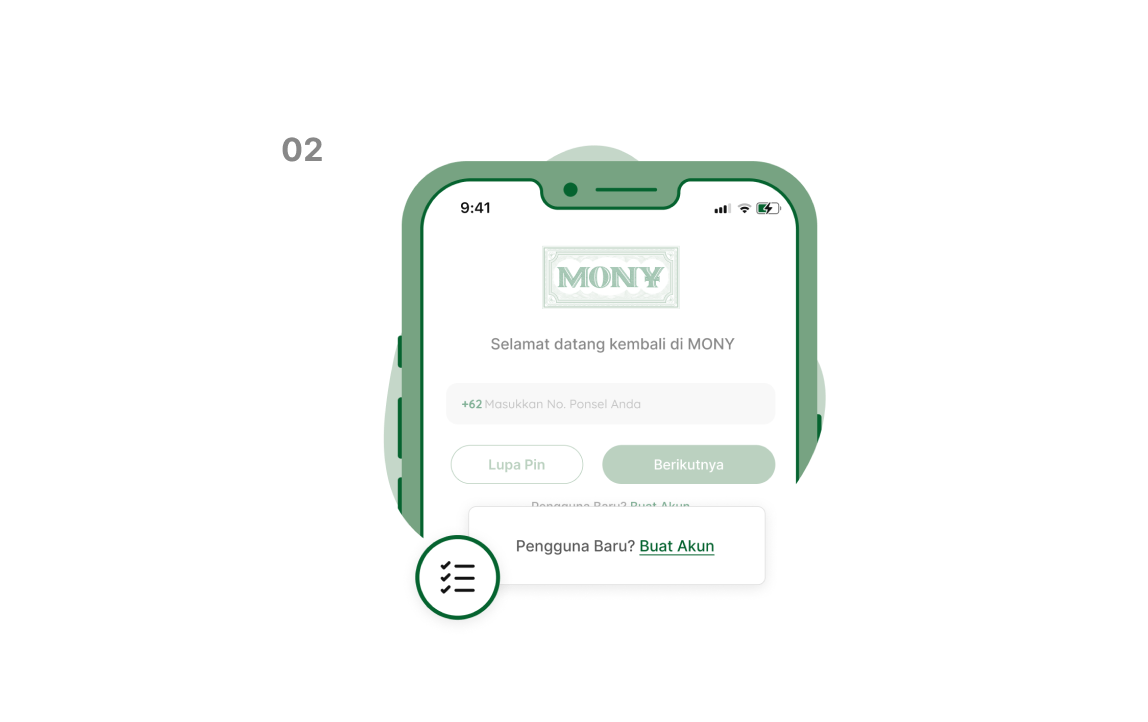 02
9:41
MONY
Selamat datang kembali di MONY
+62 Masukkan No. Ponsel Anda
Lupa Pin
Berikutnya
Pengguna Baru? Buat Akun
Pengguna Baru? Buat Akun